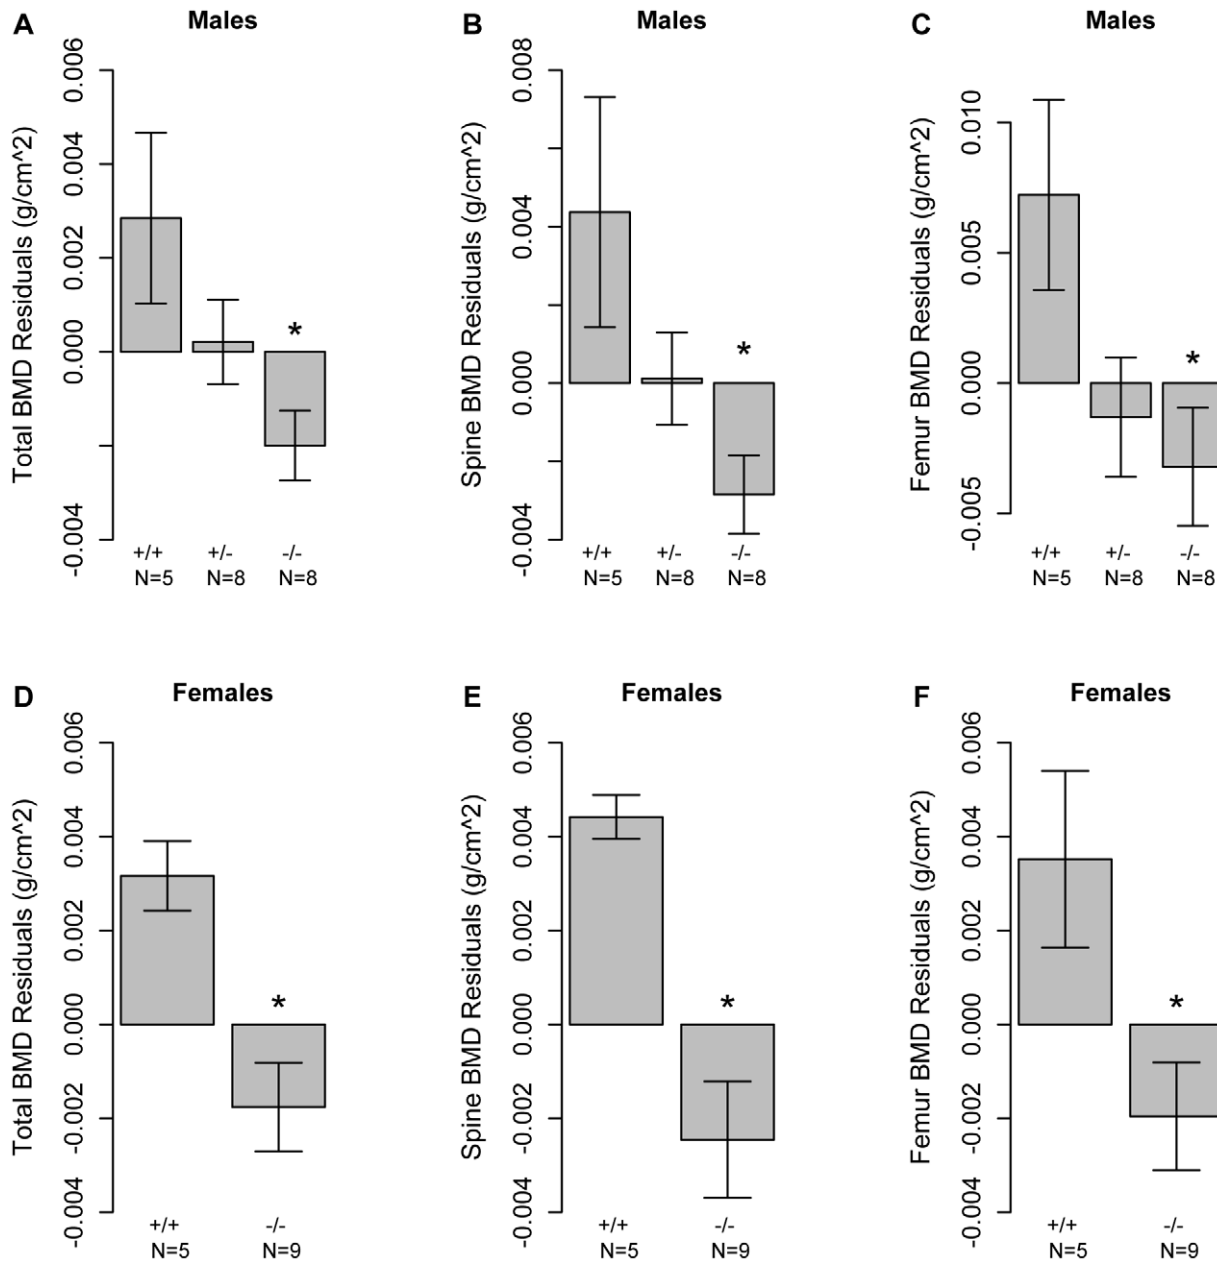 A
Males
Total BMD Residuals (g/cm^2)
0.006
0.004
0.002
0.000
-0.004
+/+
+/-
-/-
N=5
N=8
N=8
*
B
Males
Spine BMD Residuals (g/cm^2)
0.008
0.004
0.000
-0.004
+/+
+/-
-/-
N=5
N=8
N=8
*
C
Males
Femur BMD Residuals (g/cm^2)
0.010
0.005
0.000
-0.005
+/+
+/-
-/-
N=5
N=8
N=8
*
D
Females
Total BMD Residuals (g/cm^2)
0.006
0.004
0.002
0.000
-0.002
-0.004
+/+
-/-
N=5
N=9
*
E
Females
Spine BMD Residuals (g/cm^2)
0.006
0.004
0.002
0.000
-0.002
-0.004
+/+
-/-
N=5
N=9
*
F
Females
Femur BMD Residuals (g/cm^2)
0.006
0.004
0.002
0.000
-0.002
-0.004
+/+
-/-
N=5
N=9
*